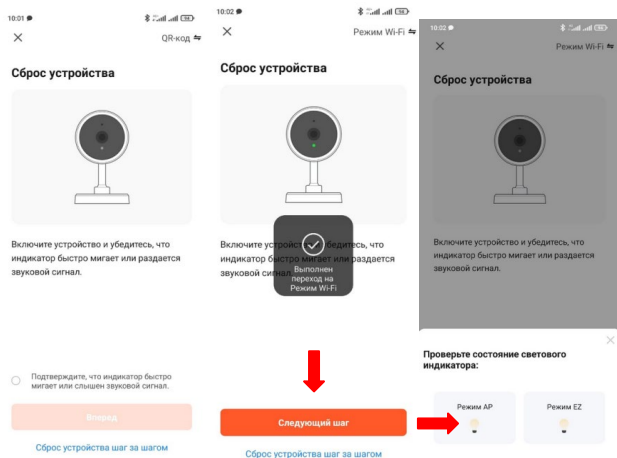 10:01
54
QR-код
Сброс устройства
Включите устройство и убедитесь, что
индикатор быстро мигает или раздается
звуковой сигнал.
Подтвердите, что индикатор быстро
мигает или слышен звуковой сигнал.
Вперед
Сброс устройства шаг за шагом
10:02
54
Режим Wi-Fi
Сброс устройства
Включите устройство и убедитесь, что
индикатор быстро мигает или раздается
звуковой сигнал.
Выполнен
переход на
Режим Wi-Fi
Следующий шаг
Сброс устройства шаг за шагом
10:02
54
Режим Wi-Fi
Сброс устройства
Включите устройство и убедитесь, что
индикатор быстро мигает или раздается
звуковой сигнал.
Проверьте состояние светового
индикатора:
Режим AP
Режим EZ